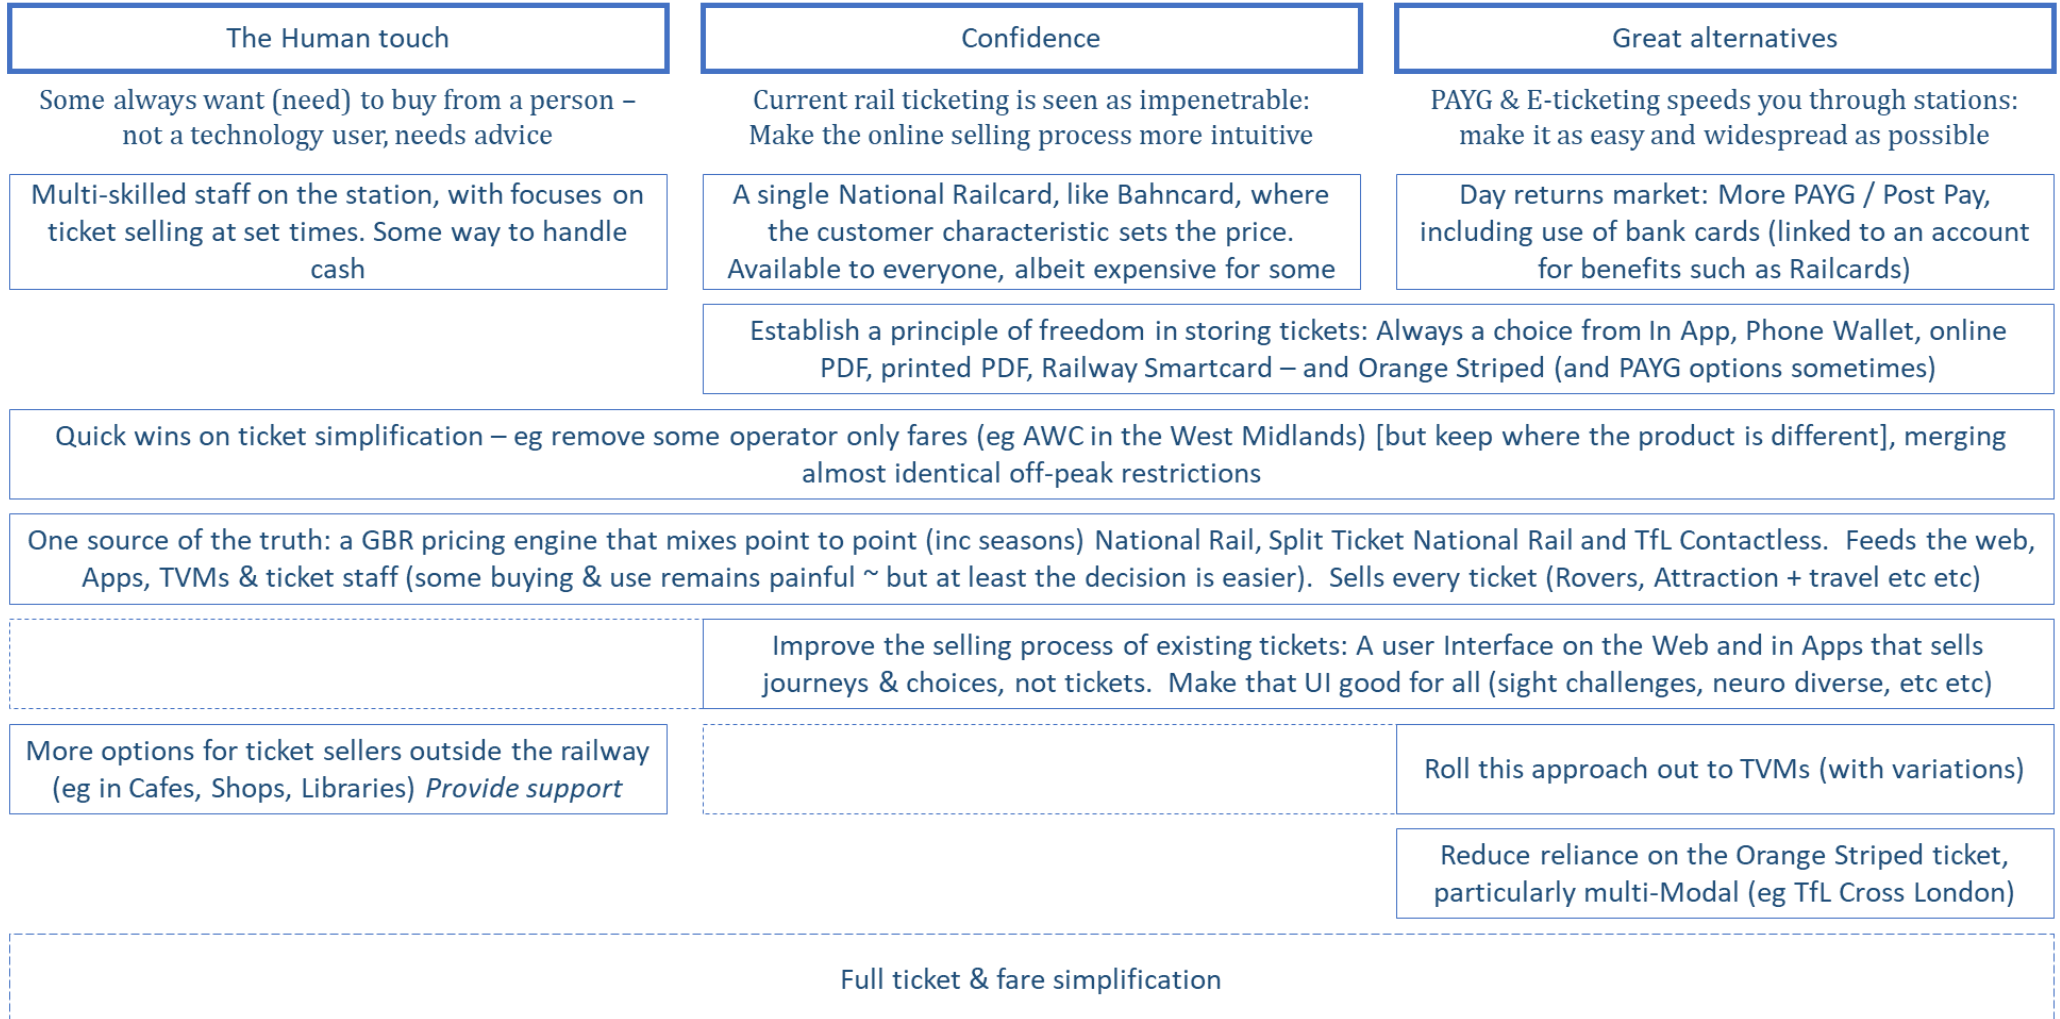 The Human touch
Confidence
Great alternatives
Some always want (need) to buy from a person –
not a technology user, needs advice
Current rail ticketing is seen as impenetrable:
Make the online selling process more intuitive
PAYG & E-ticketing speeds you through stations:
make it as easy and widespread as possible
Multi-skilled staff on the station, with focuses on
ticket selling at set times. Some way to handle
cash
A single National Railcard, like Bahncard, where
the customer characteristic sets the price.
Available to everyone, albeit expensive for some
Day returns market: More PAYG / Post Pay,
including use of bank cards (linked to an account
for benefits such as Railcards)
Establish a principle of freedom in storing tickets: Always a choice from In App, Phone Wallet, online
PDF, printed PDF, Railway Smartcard – and Orange Striped (and PAYG options sometimes)
Quick wins on ticket simplification – eg remove some operator only fares (eg AWC in the West Midlands) [but keep where the product is different], merging
almost identical off-peak restrictions
One source of the truth: a GBR pricing engine that mixes point to point (inc seasons) National Rail, Split Ticket National Rail and TfL Contactless.  Feeds the web,
Apps, TVMs & ticket staff (some buying & use remains painful ~ but at least the decision is easier).  Sells every ticket (Rovers, Attraction + travel etc etc)
Improve the selling process of existing tickets: A user Interface on the Web and in Apps that sells
journeys & choices, not tickets.  Make that UI good for all (sight challenges, neuro diverse, etc etc)
More options for ticket sellers outside the railway
(eg in Cafes, Shops, Libraries) Provide support
Roll this approach out to TVMs (with variations)
Reduce reliance on the Orange Striped ticket,
particularly multi-Modal (eg TfL Cross London)
Full ticket & fare simplification